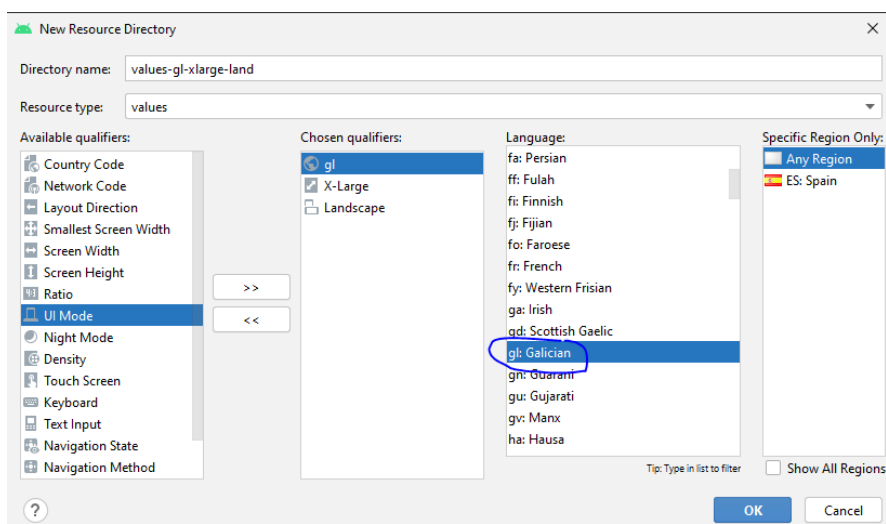 New Resource Directory
Directory name: values-gl-xlarge-land
Resource type: values
Available qualifiers:
Country Code
Network Code
Layout Direction
Smallest Screen Width
Screen Width
Screen Height
Ratio
UI Mode
Night Mode
Density
Touch Screen
Keyboard
Text Input
Navigation State
Navigation Method
>>
<<
Chosen qualifiers:
gl
X-Large
Landscape
Language:
fa: Persian
ff: Fulah
fi: Finnish
fj: Fijian
fo: Faroese
fr: French
fy: Western Frisian
ga: Irish
gd: Scottish Gaelic
gl: Galician
gn: Guarani
gu: Gujarati
gv: Manx
ha: Hausa
Tip: Type in list to filter
Specific Region Only:
Any Region
ES: Spain
Show All Regions
?
OK
Cancel